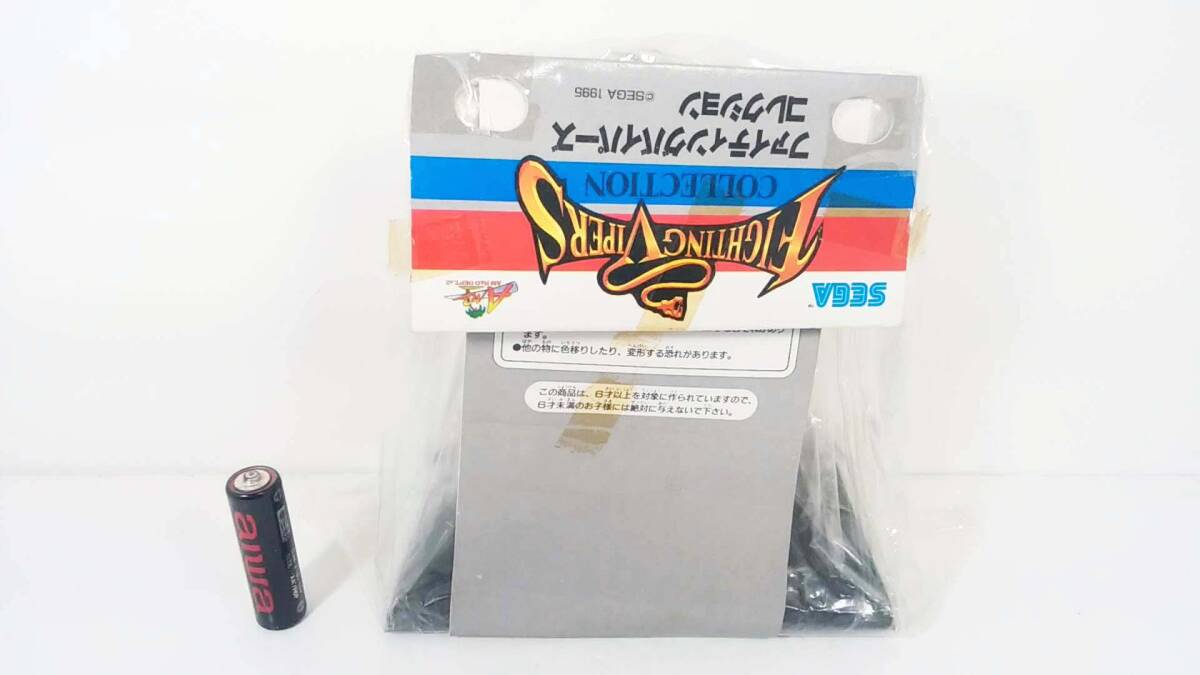 SEGA
FIGHTING VIPERS
COLLECTION
ファイティングバイパーズ
コレクション
©SEGA 1995
ます。
●他の物に色移りしたり、変形する恐れがあります。
この商品は、6才以上を対象に作られていますので、
6才未満のお子様には絶対に与えないで下さい。
aiwa